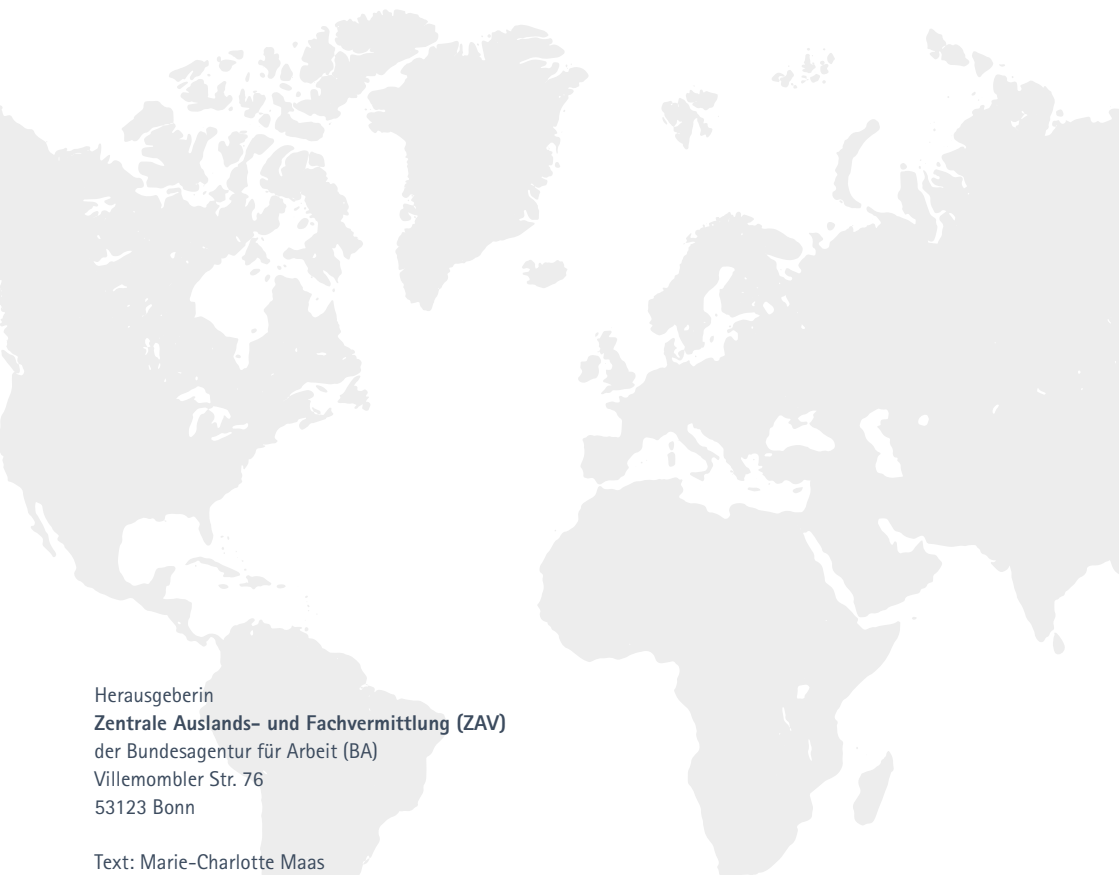 Herausgeberin
Zentrale Auslands- und Fachvermittlung (ZAV)
der Bundesagentur für Arbeit (BA)
Villemombler Str. 76
53123 Bonn
Text: Marie-Charlotte Maas